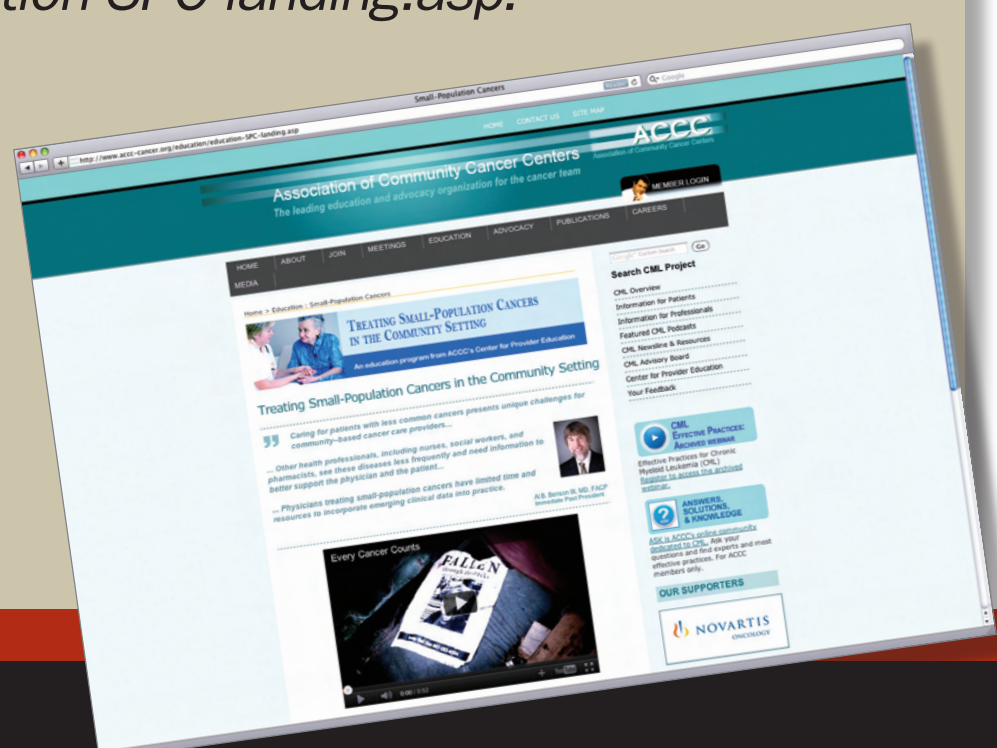 tion SPC-landing.asp.
Small-Population Cancers
http://www.accc-cancer.org/education/education-SPC-landing.asp
Reader
Google
HOME CONTACT US SITE MAP
ACCC
Association of Community Cancer Centers
Association of Community Cancer Centers
The leading education and advocacy organization for the cancer team
MEMBER LOGIN
HOME ABOUT JOIN MEETINGS EDUCATION ADVOCACY PUBLICATIONS CAREERS
MEDIA
Home > Education : Small-Population Cancers
TREATING SMALL-POPULATION CANCERS
IN THE COMMUNITY SETTING
An education program from ACCC's Center for Provider Education
Treating Small-Population Cancers in the Community Setting
Caring for patients with less common cancers presents unique challenges for
community-based cancer care providers...
... Other health professionals, including nurses, social workers, and
pharmacists, see these diseases less frequently and need information to
better support the physician and the patient...
... Physicians treating small-population cancers have limited time and
resources to incorporate emerging clinical data into practice.
Al B. Benson III, MD, FACP
Immediate Past President
Every Cancer Counts
FALLEN
0:00 / 0:52
Google Custom Search
Go
Search CML Project
CML Overview
Information for Patients
Information for Professionals
Featured CML Podcasts
CML Newsline & Resources
CML Advisory Board
Center for Provider Education
Your Feedback
CML
EFFECTIVE PRACTICES:
ARCHIVED WEBINAR
Effective Practices for Chronic
Myeloid Leukemia (CML)
Register to access the archived
webinar.
ANSWERS,
SOLUTIONS,
& KNOWLEDGE
ASK is ACCC's online community
dedicated to CML. Ask your
questions and find experts and most
effective practices. For ACCC
members only.
OUR SUPPORTERS
NOVARTIS
ONCOLOGY